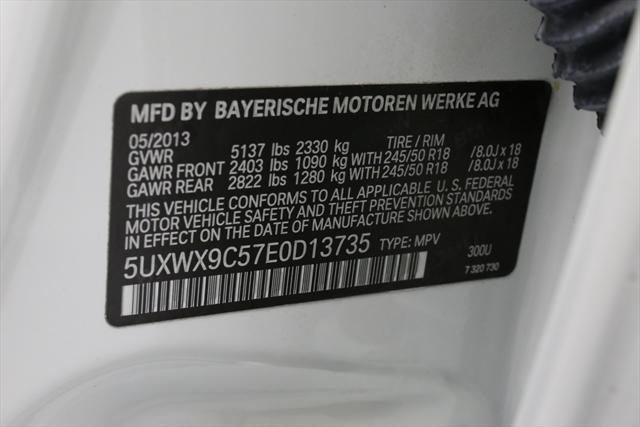 MFD BY BAYERISCHE MOTOREN WERKE AG
05/2013 TIRE / RIM
GVWR 5137 lbs 2330 kg
GAWR FRONT 2403 lbs 1090 kg WITH 245/50 R18 /8.0J x 18
GAWR REAR 2822 lbs 1280 kg WITH 245/50 R18 /8.0J x 18
THIS VEHICLE CONFORMS TO ALL APPLICABLE U.S. FEDERAL
MOTOR VEHICLE SAFETY AND THEFT PREVENTION STANDARDS
IN EFFECT ON THE DATE OF MANUFACTURE SHOWN ABOVE.
5UXWX9C57E0D13735 TYPE: MPV 300U
7 320 730